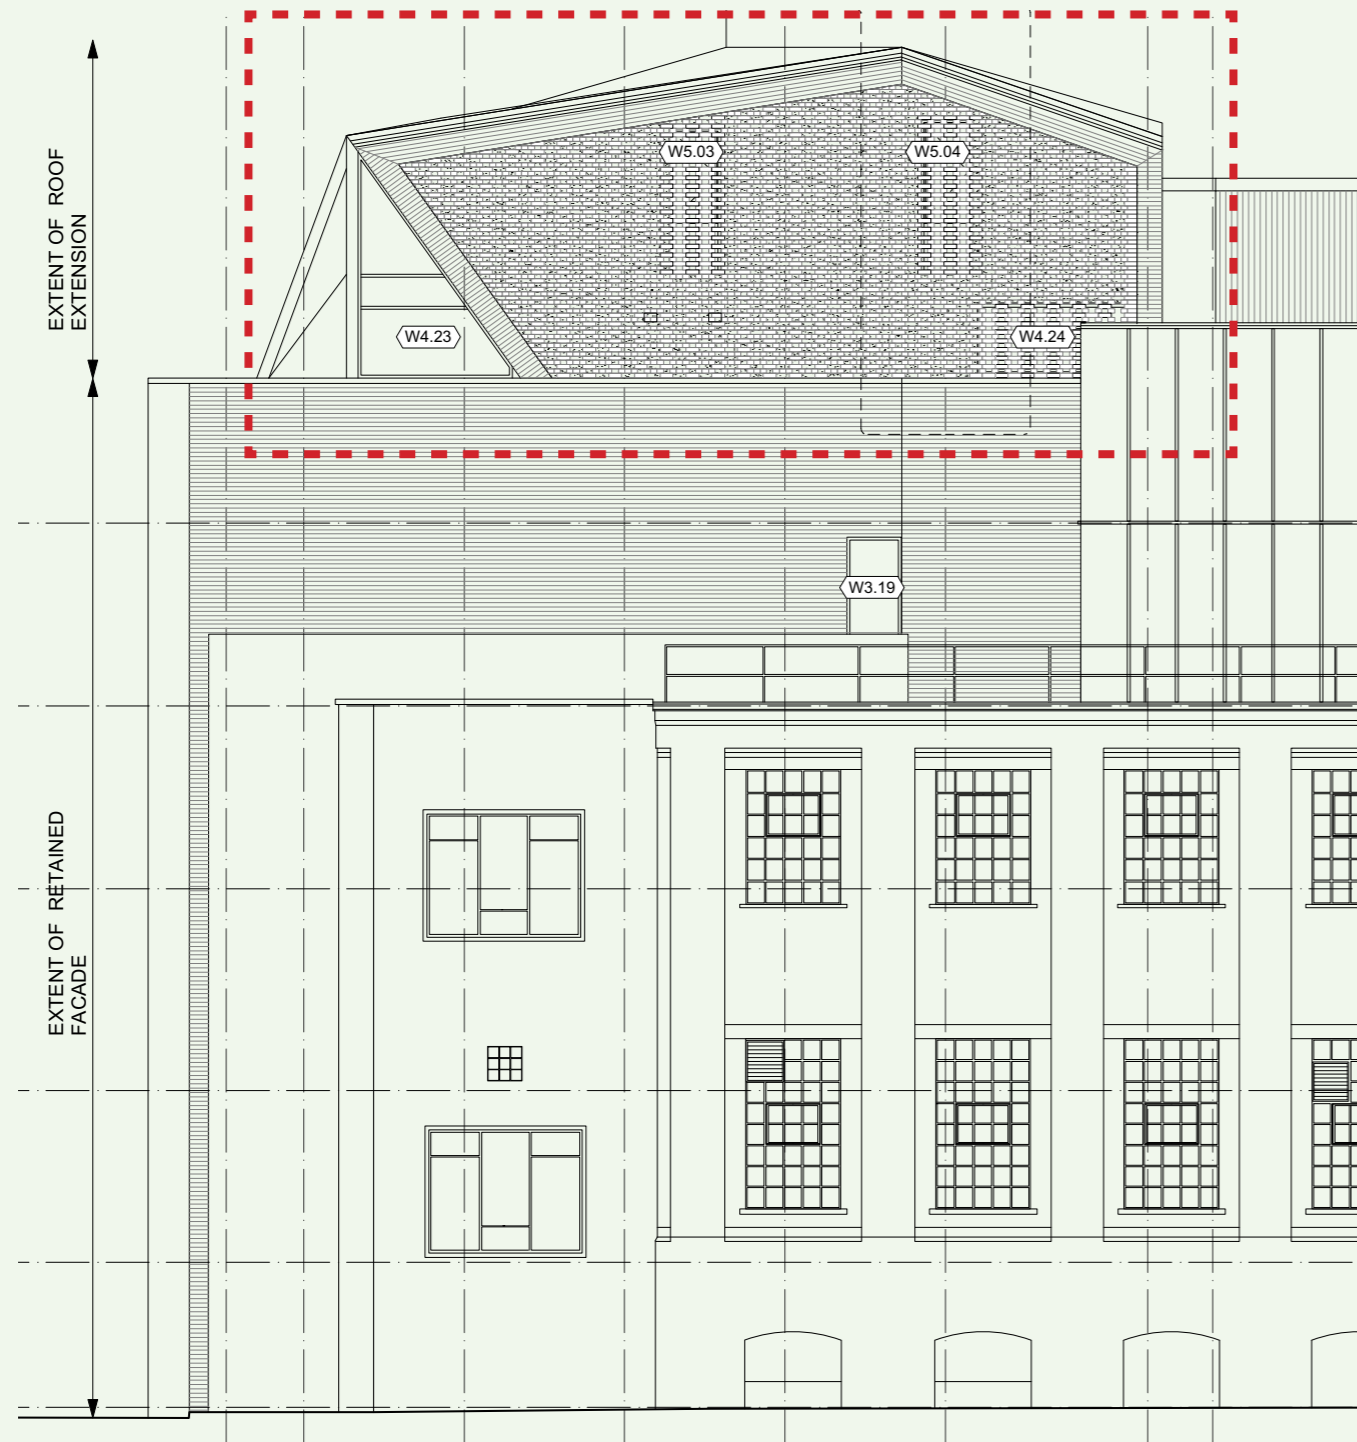 EXTENT OF ROOF
EXTENSION
W5.03
W5.04
W4.23
W4.24
W3.19
EXTENT OF RETAINED
FACADE